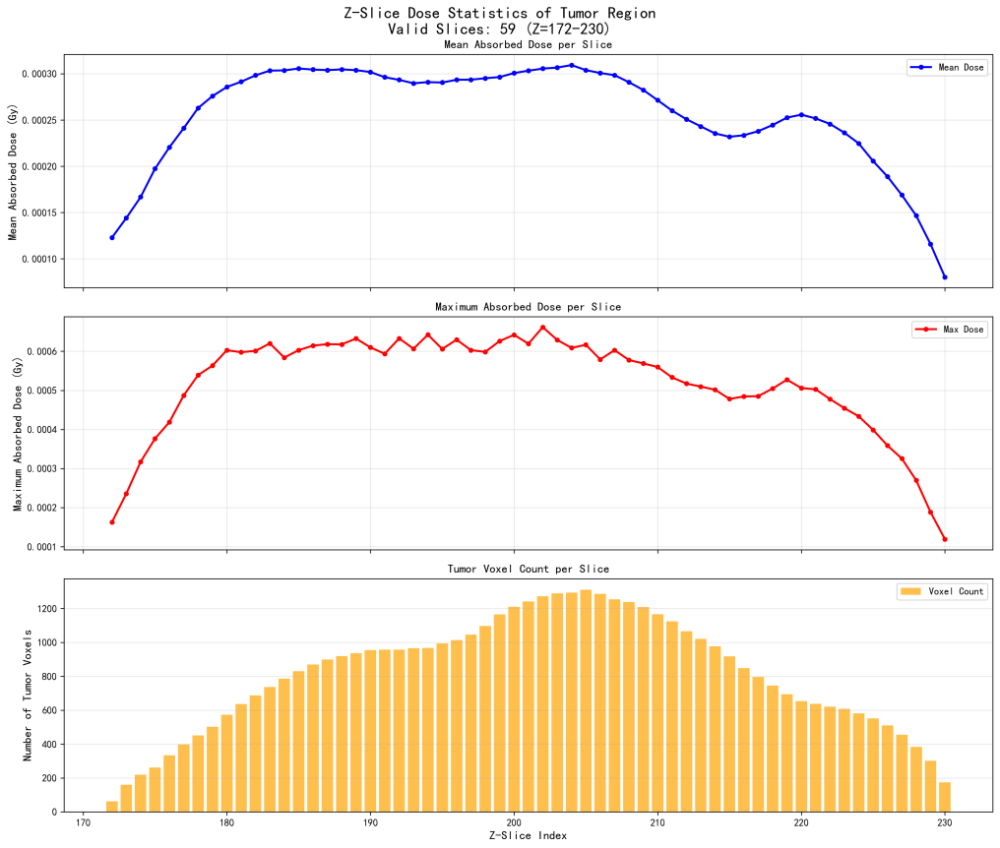 Z-Slice Dose Statistics of Tumor Region
Valid Slices: 59 (Z=172-230)
Mean Absorbed Dose per Slice
Mean Absorbed Dose (Gy)
0.00030
0.00025
0.00020
0.00015
0.00010
Mean Dose
Maximum Absorbed Dose per Slice
Maximum Absorbed Dose (Gy)
0.0006
0.0005
0.0004
0.0003
0.0002
0.0001
Max Dose
Tumor Voxel Count per Slice
Number of Tumor Voxels
1200
1000
800
600
400
200
0
Voxel Count
170 180 190 200 210 220 230
Z-Slice Index